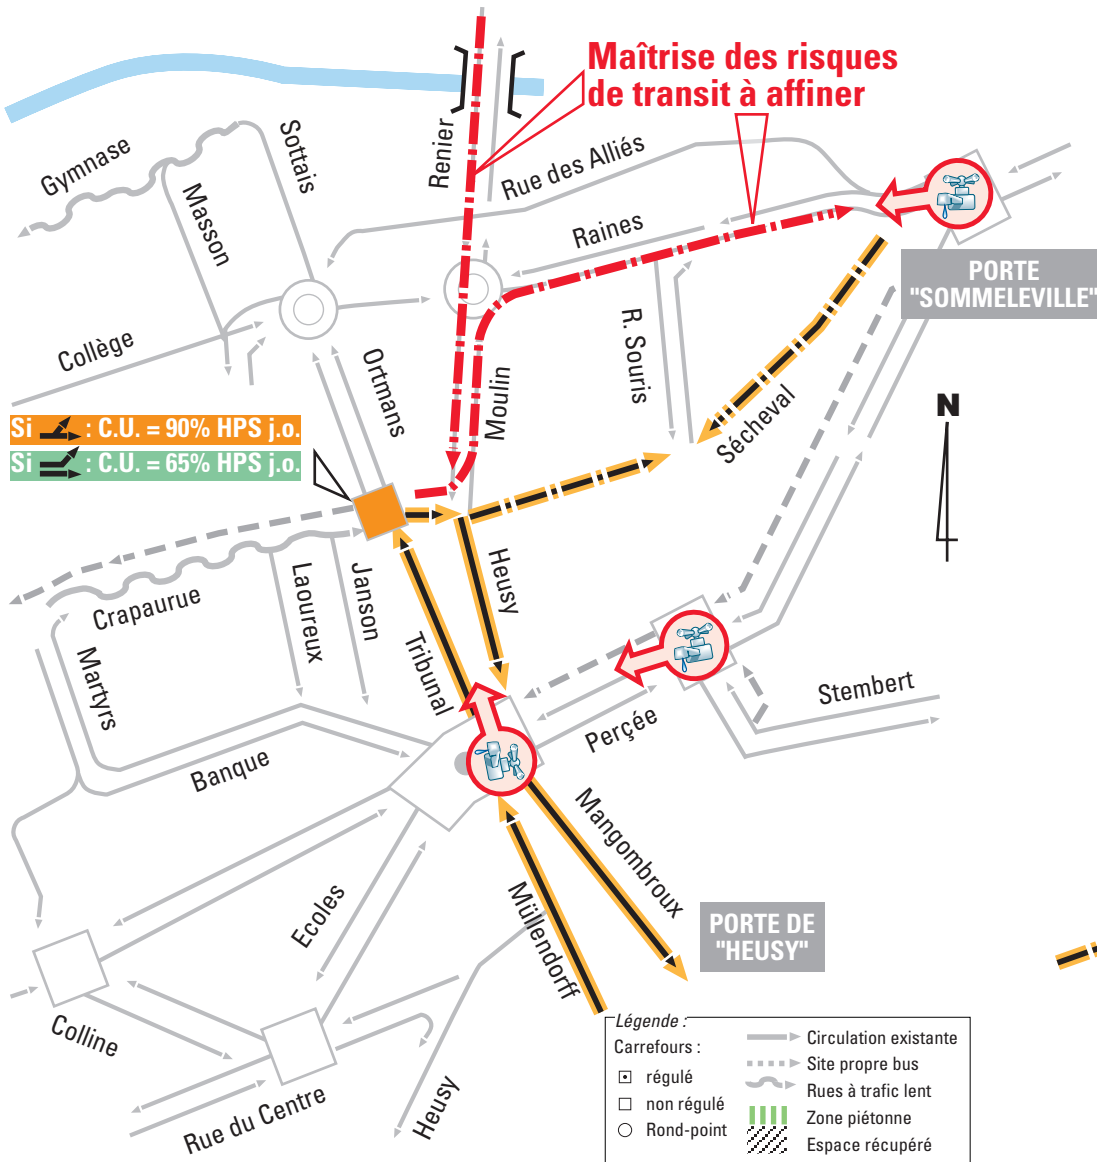 Maîtrise des risques
de transit à affiner
Gymnase
Sottais
Masson
Renier
Rue des Alliés
Raines
PORTE
"SOMMELEVILLE"
Collège
Ortmans
Moulin
R. Souris
Sécheval
N
Si : C.U. = 90% HPS j.o.
Si : C.U. = 65% HPS j.o.
Crapaurue
Laoureux
Janson
Heusy
Tribunal
Martyrs
Banque
Perçée
Stembert
Mangombroux
Müllendorff
Ecoles
PORTE DE
"HEUSY"
Colline
Rue du Centre
Heusy
Légende :
Carrefours :
régulé
non régulé
Rond-point
Circulation existante
Site propre bus
Rues à trafic lent
Zone piétonne
Espace récupéré